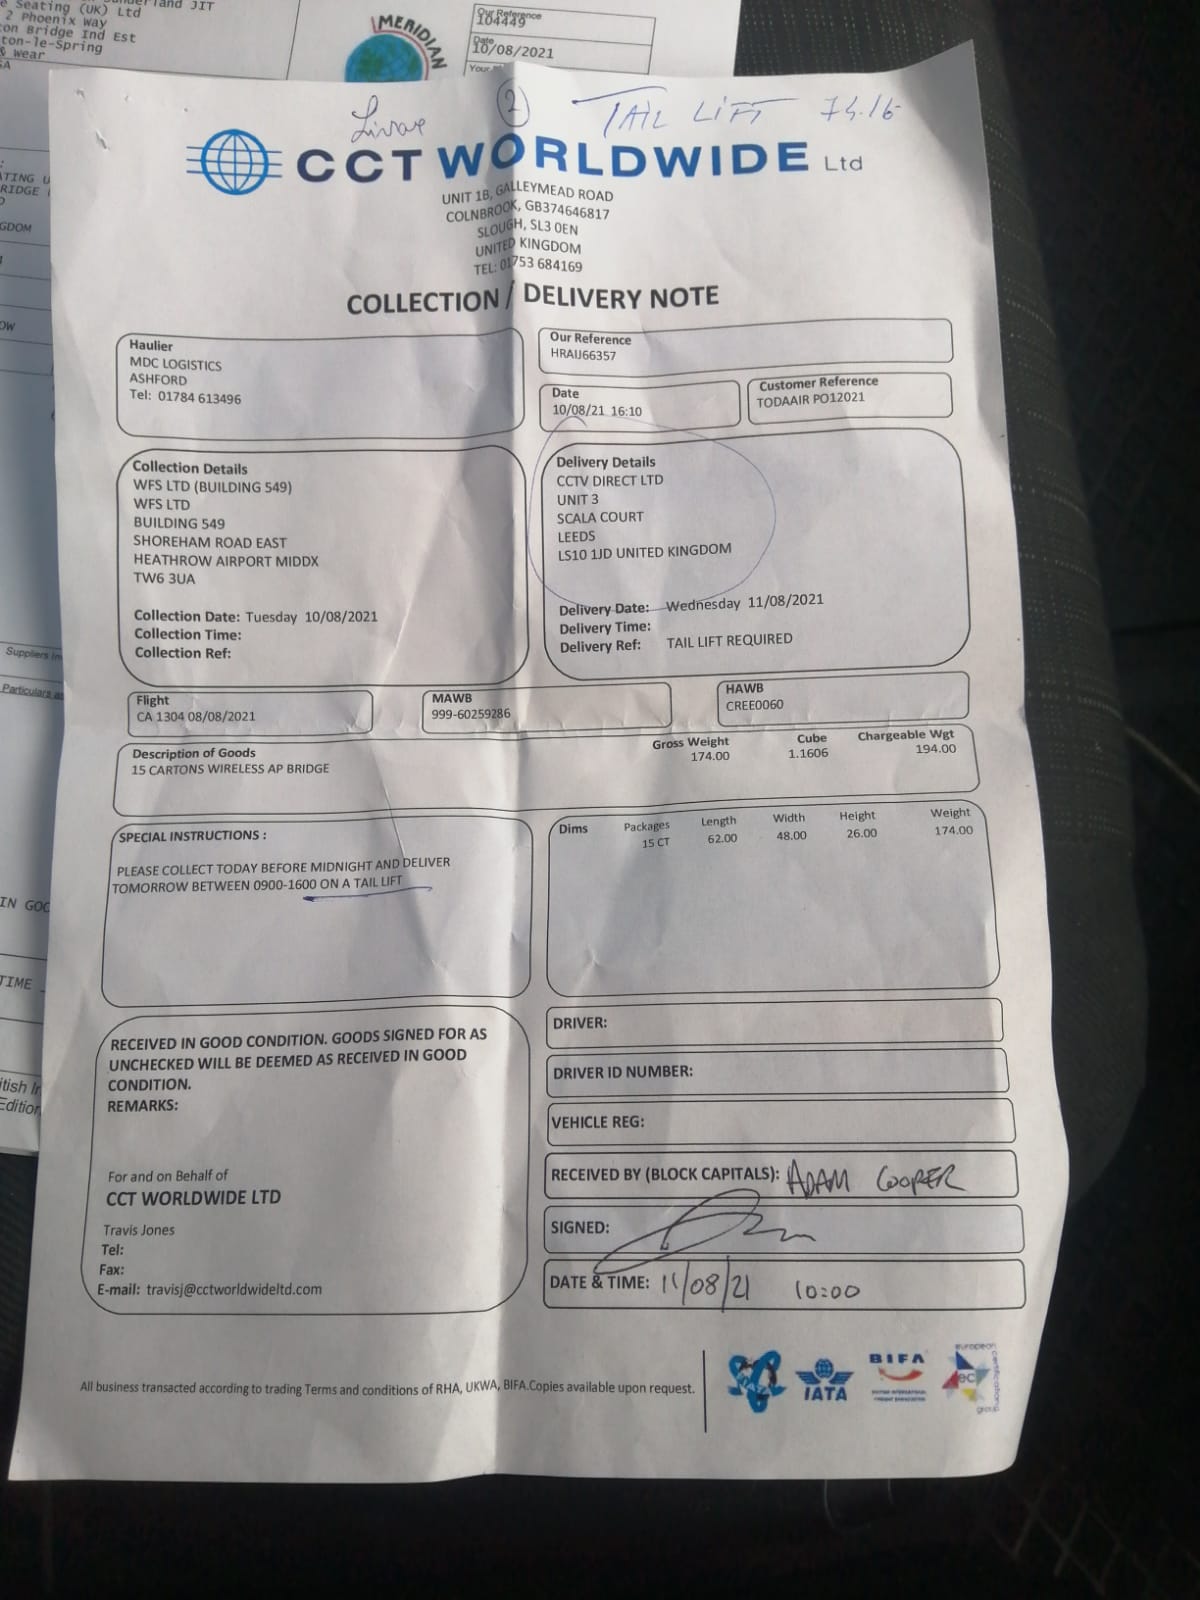 Seating (UK) Ltd
2 Phoenix Way
Bridge Ind Est
ton-le-Spring
& Wear
JIT
MERIDIAN
Our Reference
104449
Date
10/08/2021
2 TAIL LIFT
CCT WORLDWIDE Ltd
UNIT 1B, GALLEYMEAD ROAD
COLNBROOK, GB374646817
SLOUGH, SL3 0EN
UNITED KINGDOM
TEL: 01753 684169
COLLECTION / DELIVERY NOTE
Haulier
MDC LOGISTICS
ASHFORD
Tel: 01784 613496
Our Reference
HRAIJ66357
Date
10/08/21 16:10
Customer Reference
TODAAIR PO12021
Collection Details
WFS LTD (BUILDING 549)
WFS LTD
BUILDING 549
SHOREHAM ROAD EAST
HEATHROW AIRPORT MIDDX
TW6 3UA
Collection Date: Tuesday 10/08/2021
Collection Time:
Collection Ref:
Delivery Details
CCTV DIRECT LTD
UNIT 3
SCALA COURT
LEEDS
LS10 1JD UNITED KINGDOM
Delivery Date: Wednesday 11/08/2021
Delivery Time:
Delivery Ref: TAIL LIFT REQUIRED
Flight
CA 1304 08/08/2021
MAWB
999-60259286
HAWB
CREE0060
Description of Goods
15 CARTONS WIRELESS AP BRIDGE
Gross Weight
174.00
Cube
1.1606
Chargeable Wgt
194.00
SPECIAL INSTRUCTIONS :
PLEASE COLLECT TODAY BEFORE MIDNIGHT AND DELIVER
TOMORROW BETWEEN 0900-1600 ON A TAIL LIFT
Dims Packages Length Width Height Weight
15 CT 62.00 48.00 26.00 174.00
RECEIVED IN GOOD CONDITION. GOODS SIGNED FOR AS
UNCHECKED WILL BE DEEMED AS RECEIVED IN GOOD
CONDITION.
REMARKS:
For and on Behalf of
CCT WORLDWIDE LTD
Travis Jones
Tel:
Fax:
E-mail: travisj@cctworldwideltd.com
DRIVER:
DRIVER ID NUMBER:
VEHICLE REG:
RECEIVED BY (BLOCK CAPITALS): ADAM COOPER
SIGNED:
DATE & TIME: 11/08/21 10:00
All business transacted according to trading Terms and conditions of RHA, UKWA, BIFA.Copies available upon request.
IATA
BIFA
BRITISH INTERNATIONAL
FREIGHT ASSOCIATION
european
certification
group
ec